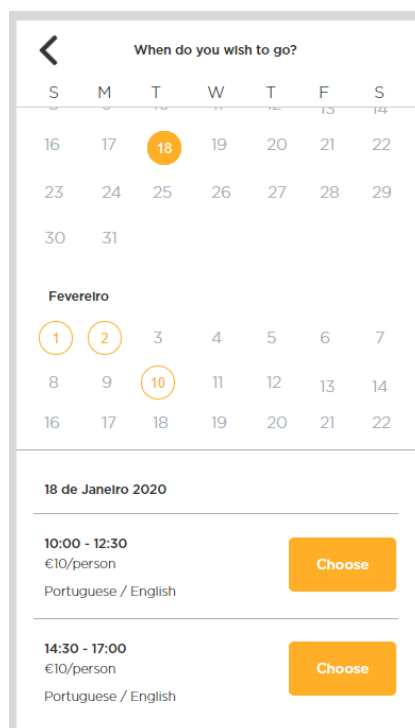 When do you wish to go?
S M T W T F S
13 14
16 17 18 19 20 21 22
23 24 25 26 27 28 29
30 31
Fevereiro
1 2 3 4 5 6 7
8 9 10 11 12 13 14
16 17 18 19 20 21 22
18 de Janeiro 2020
10:00 - 12:30
€10/person
Choose
Portuguese / English
14:30 - 17:00
€10/person
Choose
Portuguese / English